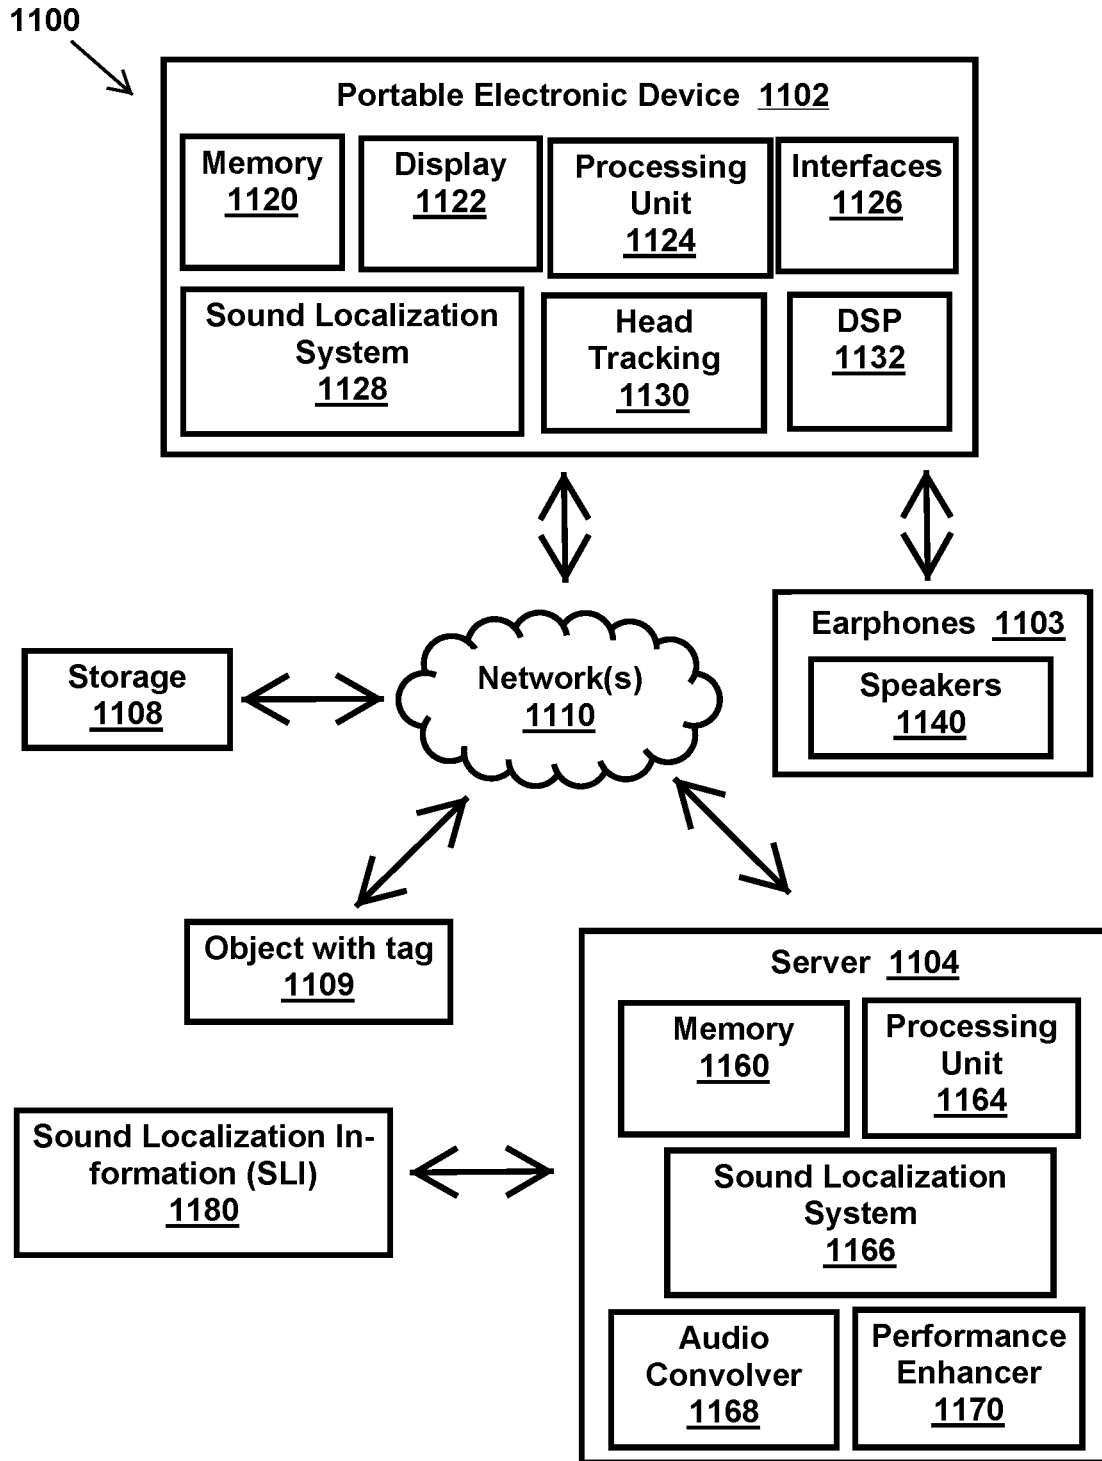 1100
Portable Electronic Device 1102
Memory
1120
Display
1122
Processing
Unit
1124
Interfaces
1126
Sound Localization
System
1128
Head
Tracking
1130
DSP
1132
Earphones 1103
Speakers
1140
Storage
1108
Network(s)
1110
Object with tag
1109
Server 1104
Memory
1160
Processing
Unit
1164
Sound Localization In-
formation (SLI)
1180
Sound Localization
System
1166
Audio
Convolver
1168
Performance
Enhancer
1170